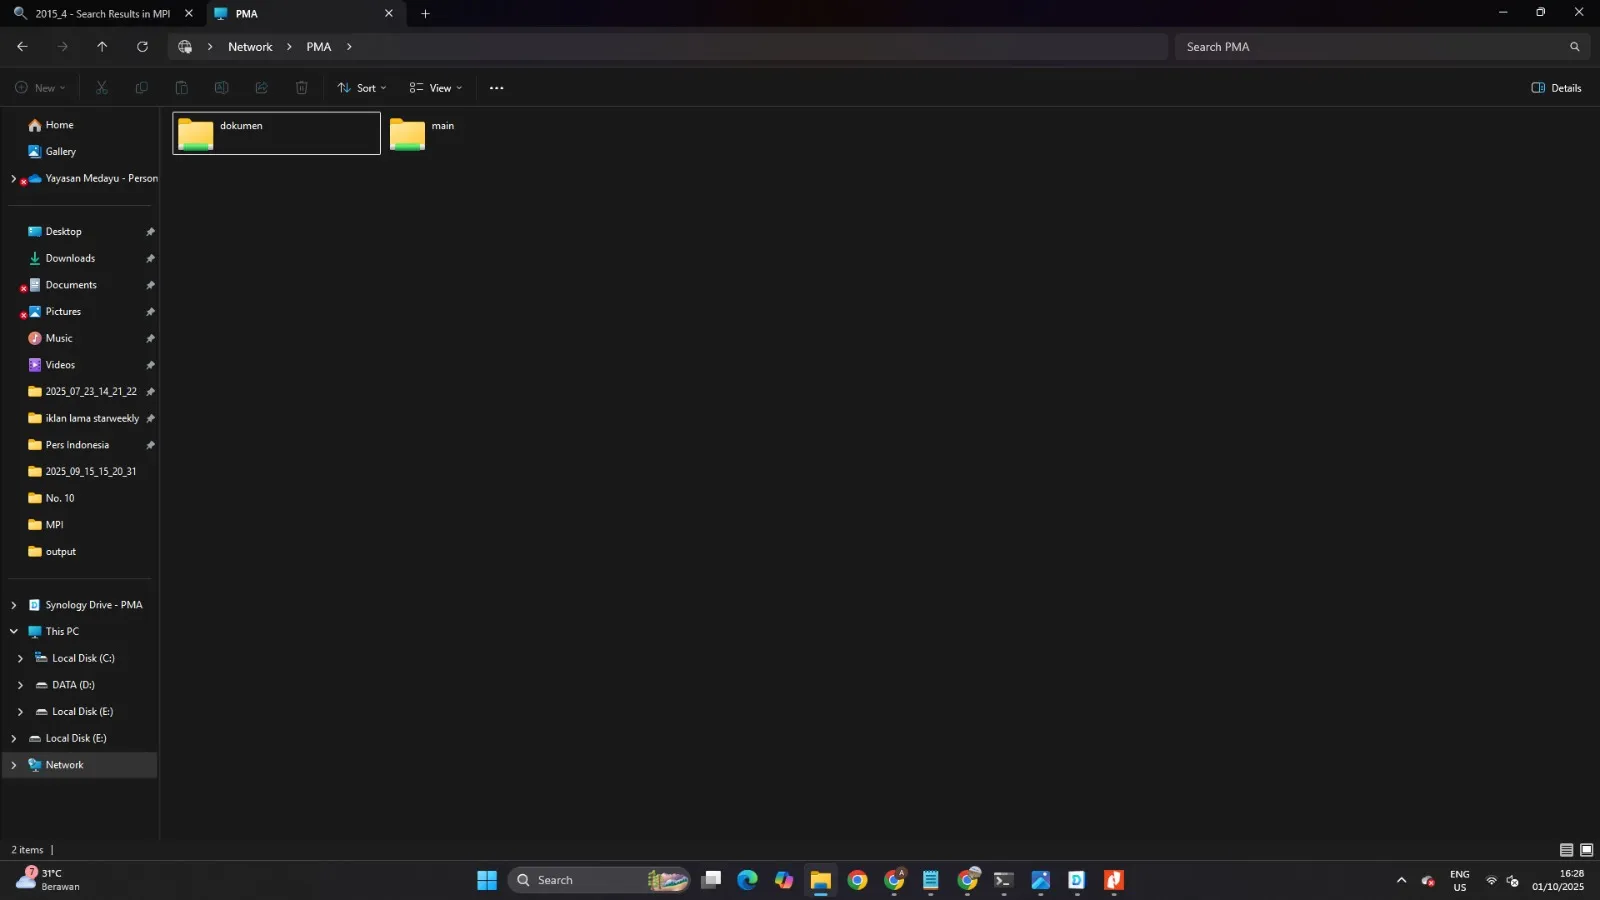 2015_4 - Search Results in MPI
PMA
Network
PMA
Search PMA
New
Sort
View
Details
Home
Gallery
Yayasan Medayu - Person
Desktop
Downloads
Documents
Pictures
Music
Videos
2025_07_23_14_21_22
iklan lama starweekly
Pers Indonesia
2025_09_15_15_20_31
No. 10
MPI
output
Synology Drive - PMA
This PC
Local Disk (C:)
DATA (D:)
Local Disk (E:)
Local Disk (E:)
Network
dokumen
main
2 items
7
31°C
Berawan
Search
A
ENG
US
16:28
01/10/2025